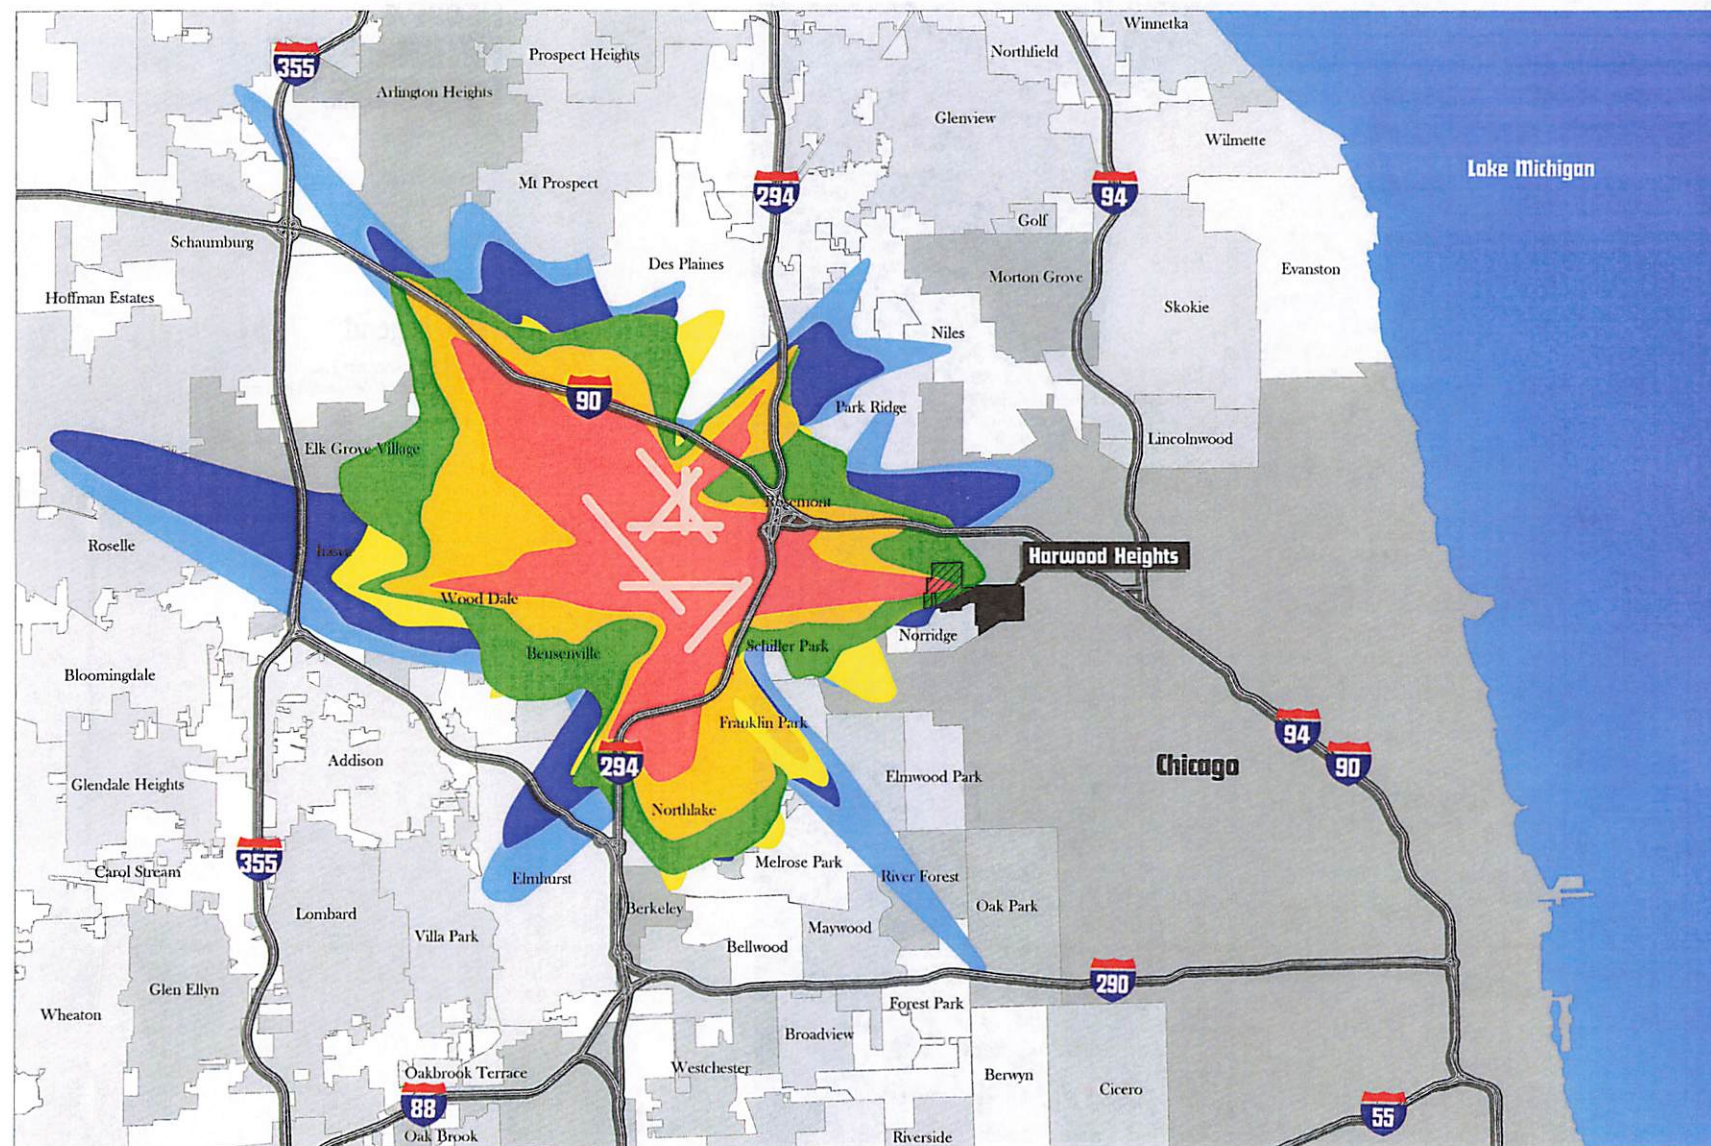 Winnetka
Northfield
Prospect Heights
355
Arlington Heights
Glenview
Wilmette
Lake Michigan
Mt Prospect
294
94
Golf
Schaumburg
Des Plaines
Morton Grove
Evanston
Hoffman Estates
Skokie
Niles
90
Park Ridge
Lincolnwood
Elk Grove Village
Rosemont
Roselle
Itasca
Harwood Heights
Wood Dale
Norridge
Schiller Park
Bensenville
Bloomingdale
Franklin Park
94
Addison
294
Chicago
90
Elmwood Park
Glendale Heights
Northlake
355
Melrose Park
Carol Stream
Elmhurst
River Forest
Lombard
Berkeley
Oak Park
Villa Park
Maywood
Bellwood
290
Glen Ellyn
Forest Park
Wheaton
Broadview
Westchester
Oakbrook Terrace
Berwyn
Cicero
88
55
Oak Brook
Riverside